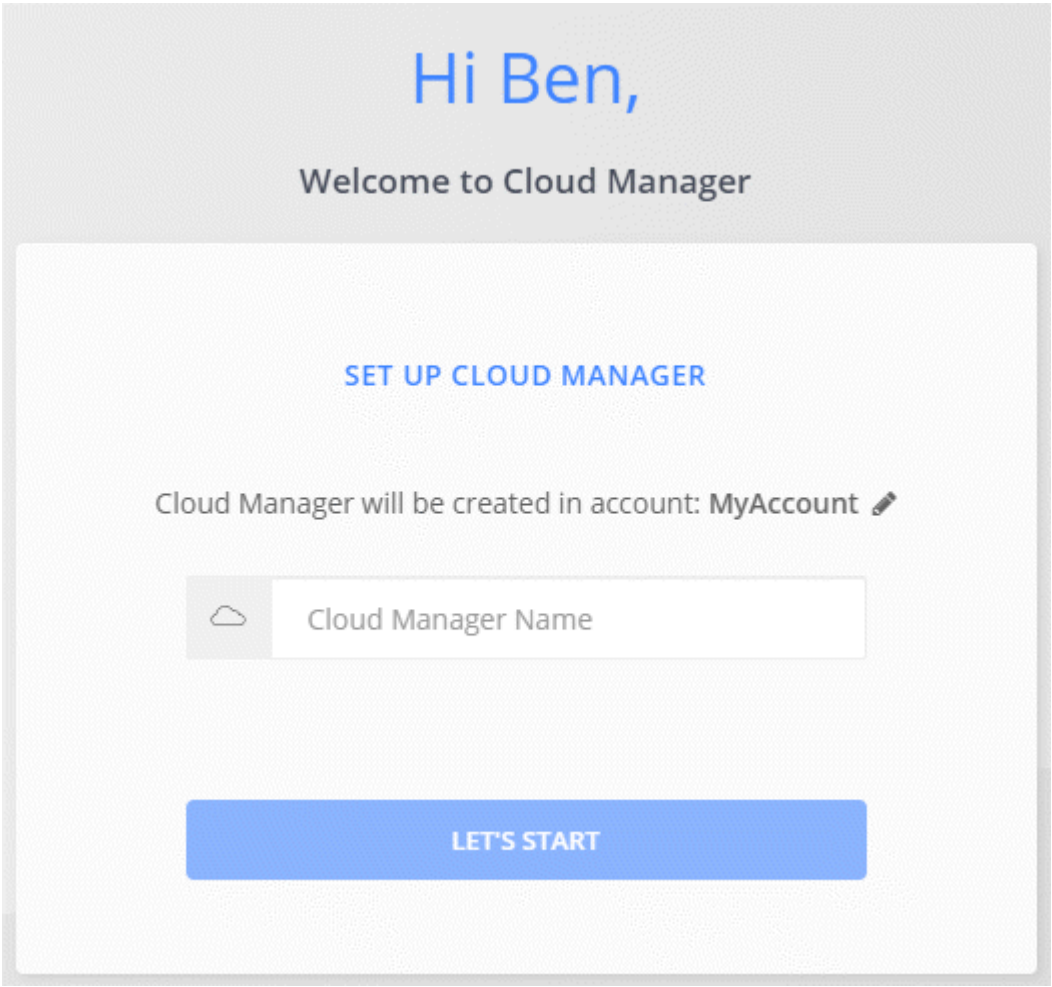 Hi Ben,
Welcome to Cloud Manager
SET UP CLOUD MANAGER
Cloud Manager will be created in account: MyAccount
Cloud Manager Name
LET'S START